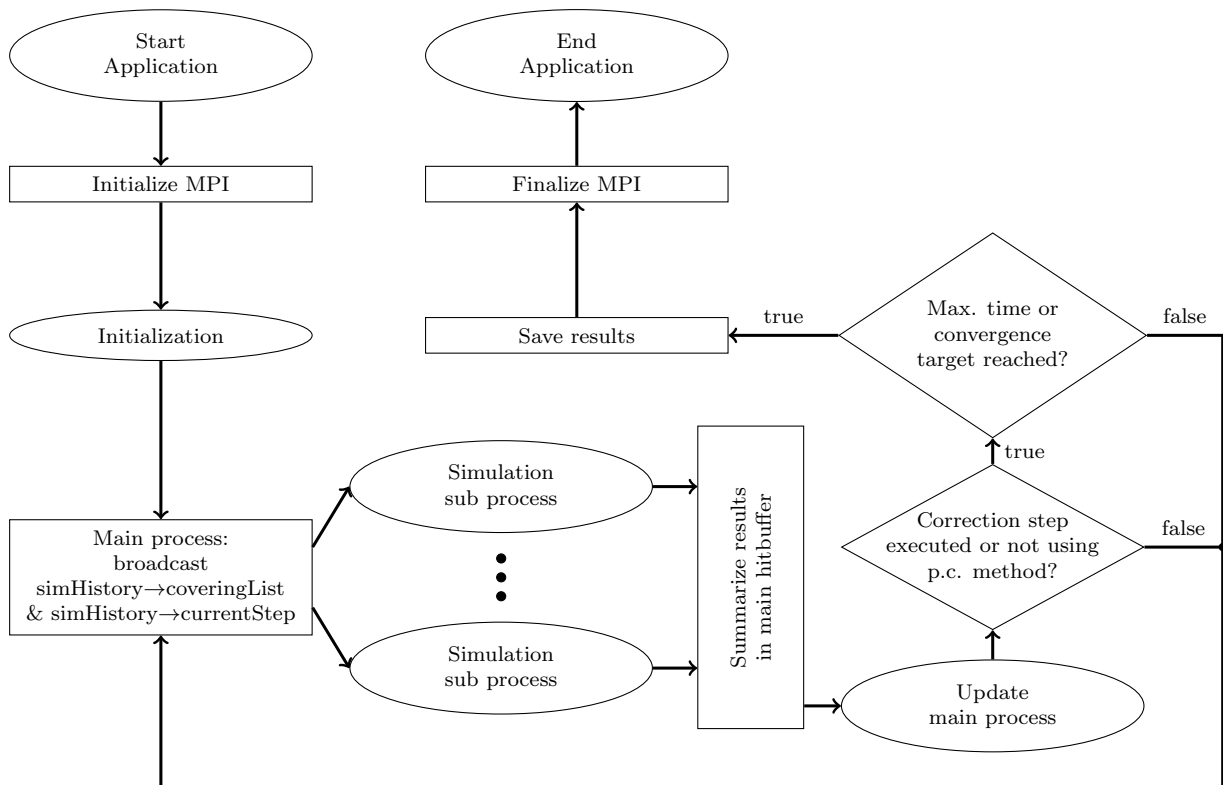 Start
Application
End
Application
Initialize MPI
Finalize MPI
Initialization
Save results
true
Max. time or
convergence
target reached?
false
true
Main process:
broadcast
simHistory→coveringList
& simHistory→currentStep
Simulation
sub process
Simulation
sub process
Summarize results
in main hitbuffer
Correction step
executed or not using
p.c. method?
false
Update
main process